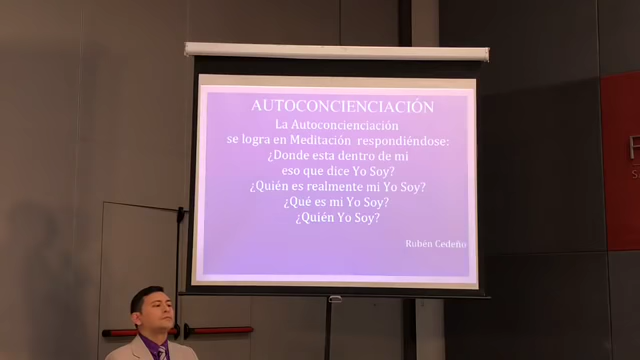 AUTOCONCIENCIACIÓN
La Autoconcienciación
se logra en Meditación respondiéndose:
¿Donde esta dentro de mi
eso que dice Yo Soy?
¿Quién es realmente mi Yo Soy?
¿Qué es mi Yo Soy?
¿Quién Yo Soy?
Rubén Cedeño